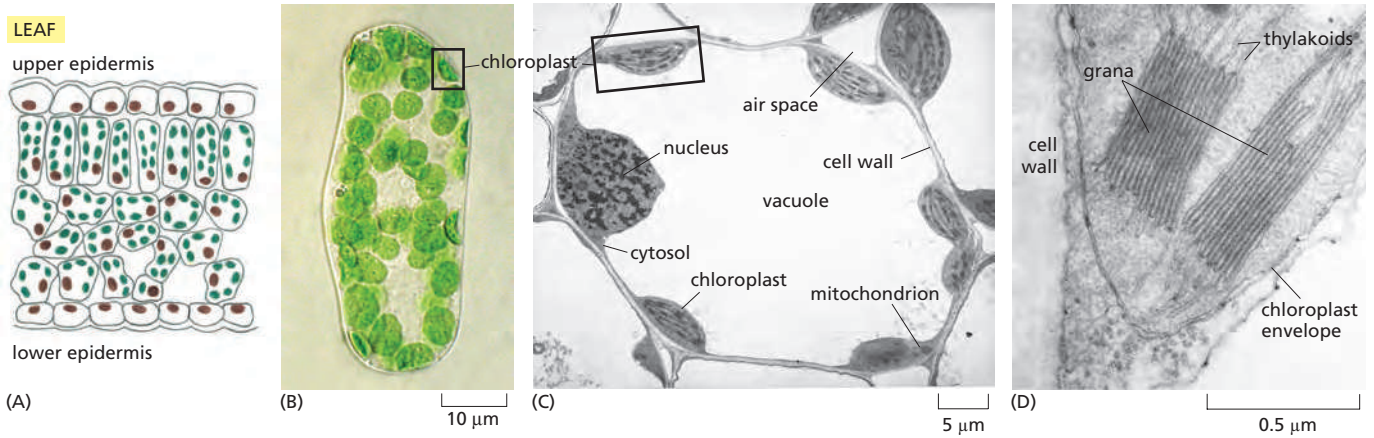 LEAF
upper epidermis
lower epidermis
(A)
chloroplast
(B)
10 μm
nucleus
air space
cell wall
vacuole
cytosol
chloroplast
mitochondrion
(C)
5 μm
thylakoids
grana
cell
wall
chloroplast
envelope
(D)
0.5 μm